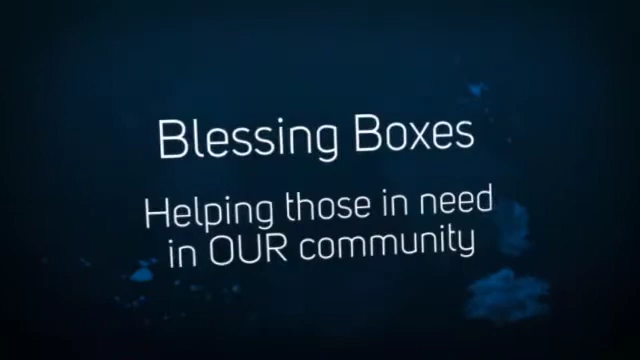 Blessing Boxes
Helping those in need
in OUR community